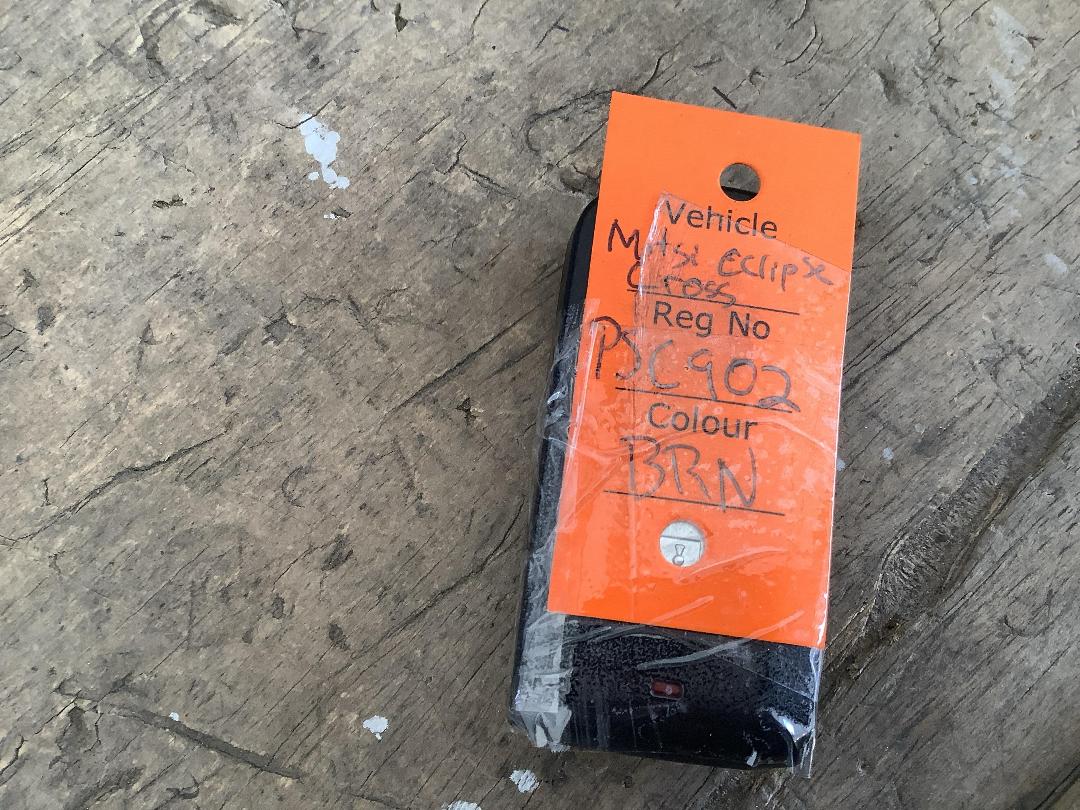 Vehicle
Mitsi Eclipse
Cross
Reg No
PSC902
Colour
BRN